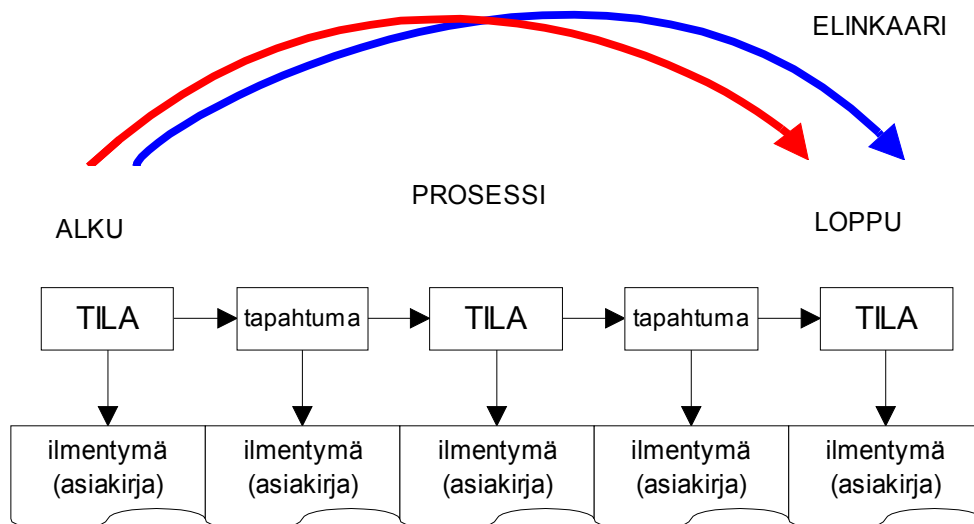 ELINKAARI
PROSESSI
ALKU
LOPPU
TILA
tapahtuma
TILA
tapahtuma
TILA
ilmentymä
(asiakirja)
ilmentymä
(asiakirja)
ilmentymä
(asiakirja)
ilmentymä
(asiakirja)
ilmentymä
(asiakirja)